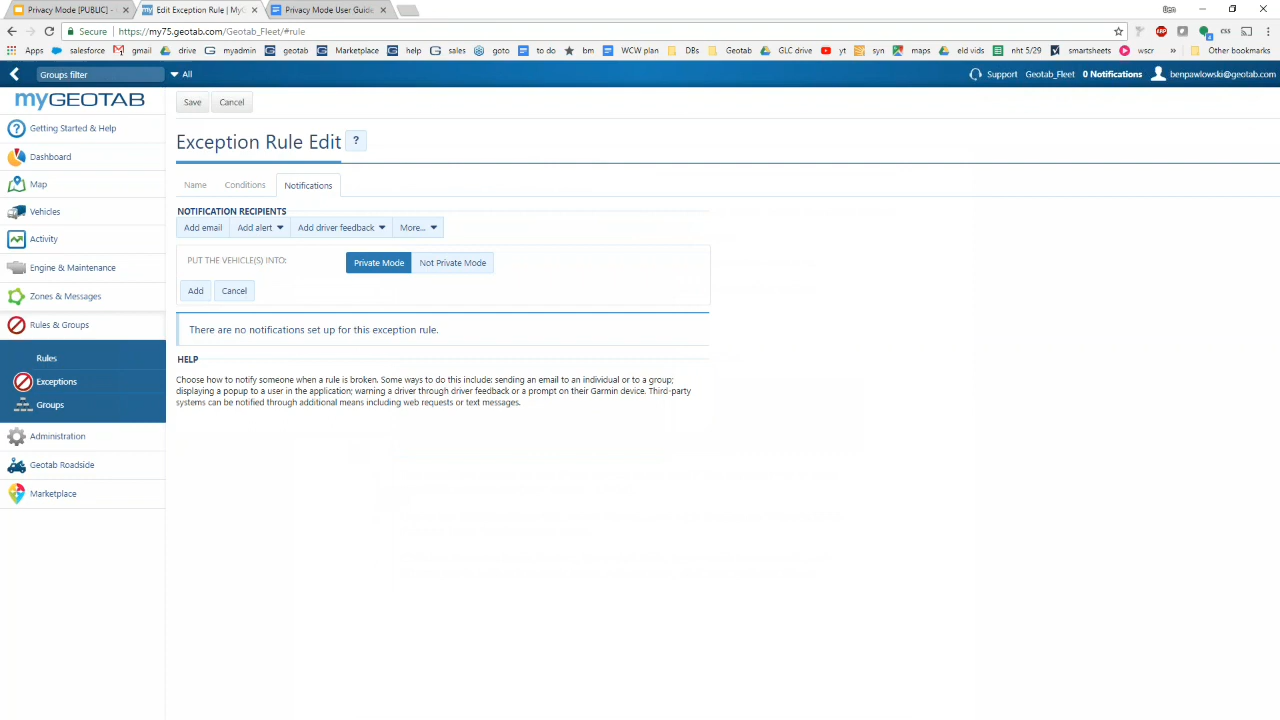 Privacy Mode [PUBLIC] -
Edit Exception Rule | MyG
Privacy Mode User Guide
Secure
https://my75.geotab.com/Geotab_Fleet/#rule
Apps
salesforce
gmail
drive
myadmin
geotab
Marketplace
help
sales
goto
to do
bm
WCW plan
DBs
Geotab
GLC drive
yt
syn
maps
eld vids
nht 5/29
smartsheets
wscr
»
Other bookmarks
Groups filter
All
Support
Geotab_Fleet
0 Notifications
benpawlowski@geotab.com
myGEOTAB
Getting Started & Help
Dashboard
Map
Vehicles
Activity
Engine & Maintenance
Zones & Messages
Rules & Groups
Rules
Exceptions
Groups
Administration
Geotab Roadside
Marketplace
Save
Cancel
Exception Rule Edit
?
Name
Conditions
Notifications
NOTIFICATION RECIPIENTS
Add email
Add alert
Add driver feedback
More...
PUT THE VEHICLE(S) INTO:
Private Mode
Not Private Mode
Add
Cancel
There are no notifications set up for this exception rule.
HELP
Choose how to notify someone when a rule is broken. Some ways to do this include: sending an email to an individual or to a group;
displaying a popup to a user in the application; warning a driver through driver feedback or a prompt on their Garmin device. Third-party
systems can be notified through additional means including web requests or text messages.